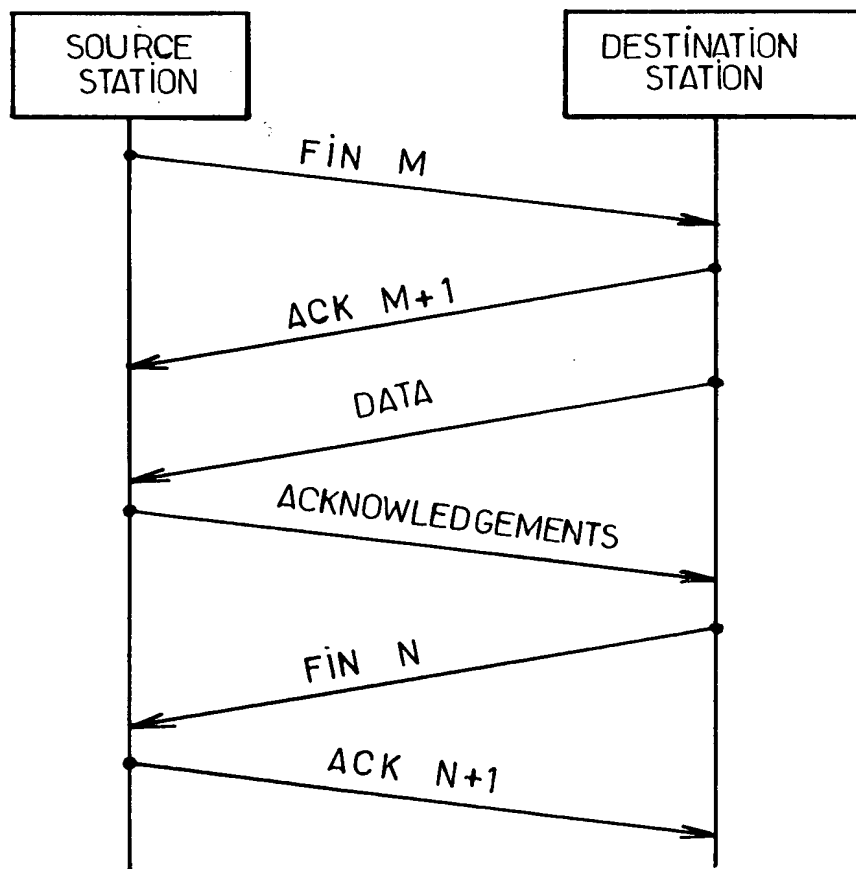 SOURCE
STATION
DESTINATION
STATION
FIN M
ACK M+1
DATA
ACKNOWLEDGEMENTS
FIN N
ACK N+1